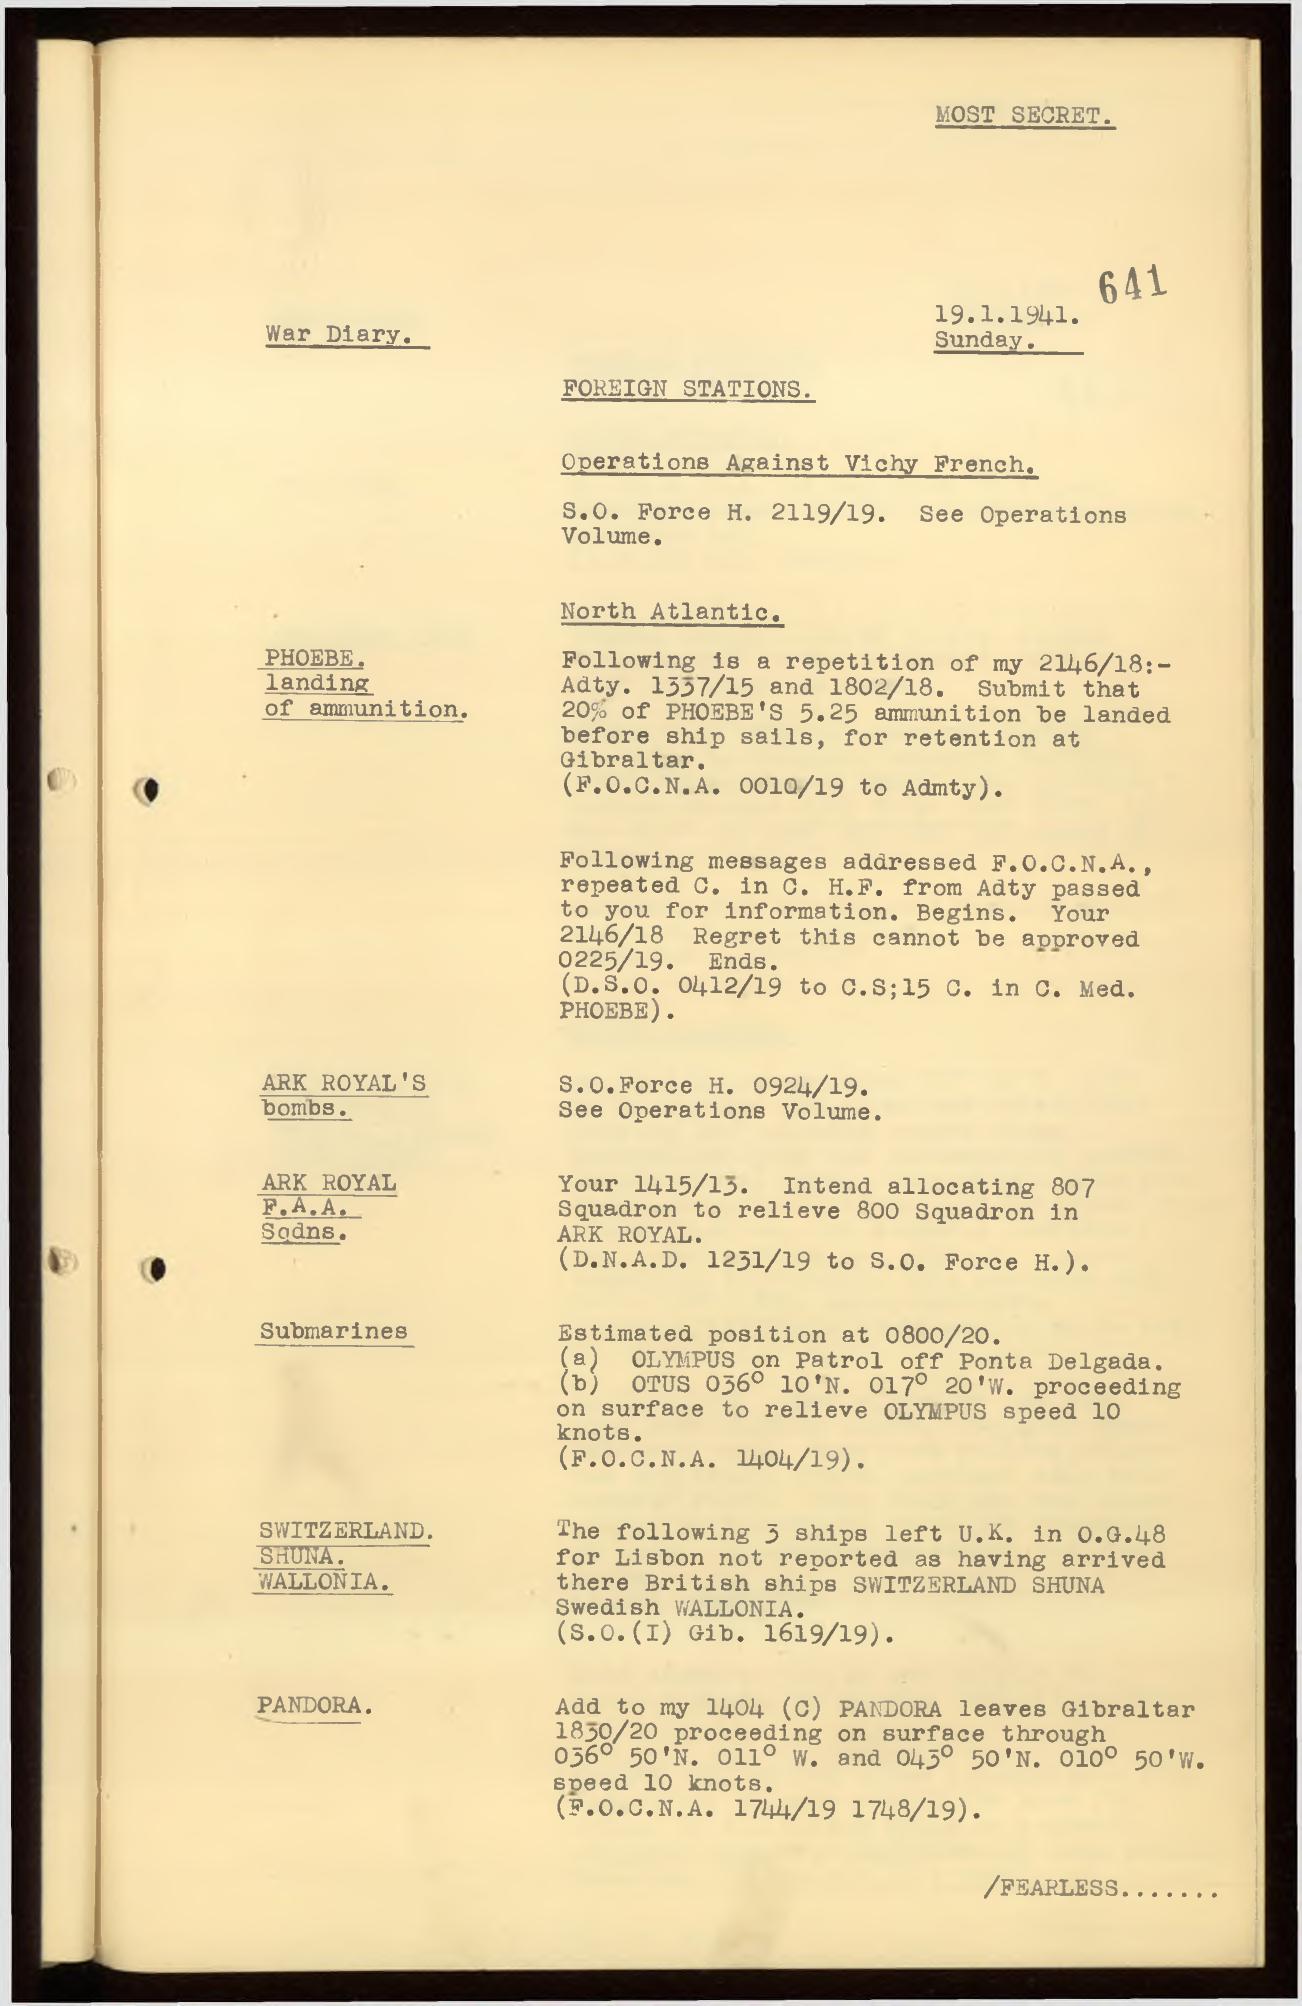 MOST SECRET.
641
19.1.1941.
War Diary.
Sunday.
FOREIGN STATIONS.
Operations Against Vichy French.
S.O. Force H. 2119/19. See Operations
Volume.
North Atlantic.
PHOEBE.
landing
of ammunition.
Following is a repetition of my 2146/18:-
Adty. 1337/15 and 1802/18. Submit that
20% of PHOEBE'S 5.25 ammunition be landed
before ship sails, for retention at
Gibraltar.
(F.O.C.N.A. 0010/19 to Admty).
Following messages addressed F.O.C.N.A.,
repeated C. in C. H.F. from Adty passed
to you for information. Begins. Your
2146/18 Regret this cannot be approved
0225/19. Ends.
(D.S.O. 0412/19 to C.S;15 C. in C. Med.
PHOEBE).
ARK ROYAL'S
bombs.
S.O.Force H. 0924/19.
See Operations Volume.
ARK ROYAL
F.A.A.
Sqdns.
Your 1415/13. Intend allocating 807
Squadron to relieve 800 Squadron in
ARK ROYAL.
(D.N.A.D. 1231/19 to S.O. Force H.).
Submarines
Estimated position at 0800/20.
(a) OLYMPUS on Patrol off Ponta Delgada.
(b) OTUS 036° 10'N. 017° 20'W. proceeding
on surface to relieve OLYMPUS speed 10
knots.
(F.O.C.N.A. 1404/19).
SWITZERLAND.
SHUNA.
WALLONIA.
The following 3 ships left U.K. in O.G.48
for Lisbon not reported as having arrived
there British ships SWITZERLAND SHUNA
Swedish WALLONIA.
(S.O.(I) Gib. 1619/19).
PANDORA.
Add to my 1404 (C) PANDORA leaves Gibraltar
1830/20 proceeding on surface through
036° 50'N. 011° W. and 043° 50'N. 010° 50'W.
speed 10 knots.
(F.O.C.N.A. 1744/19 1748/19).
/FEARLESS.......